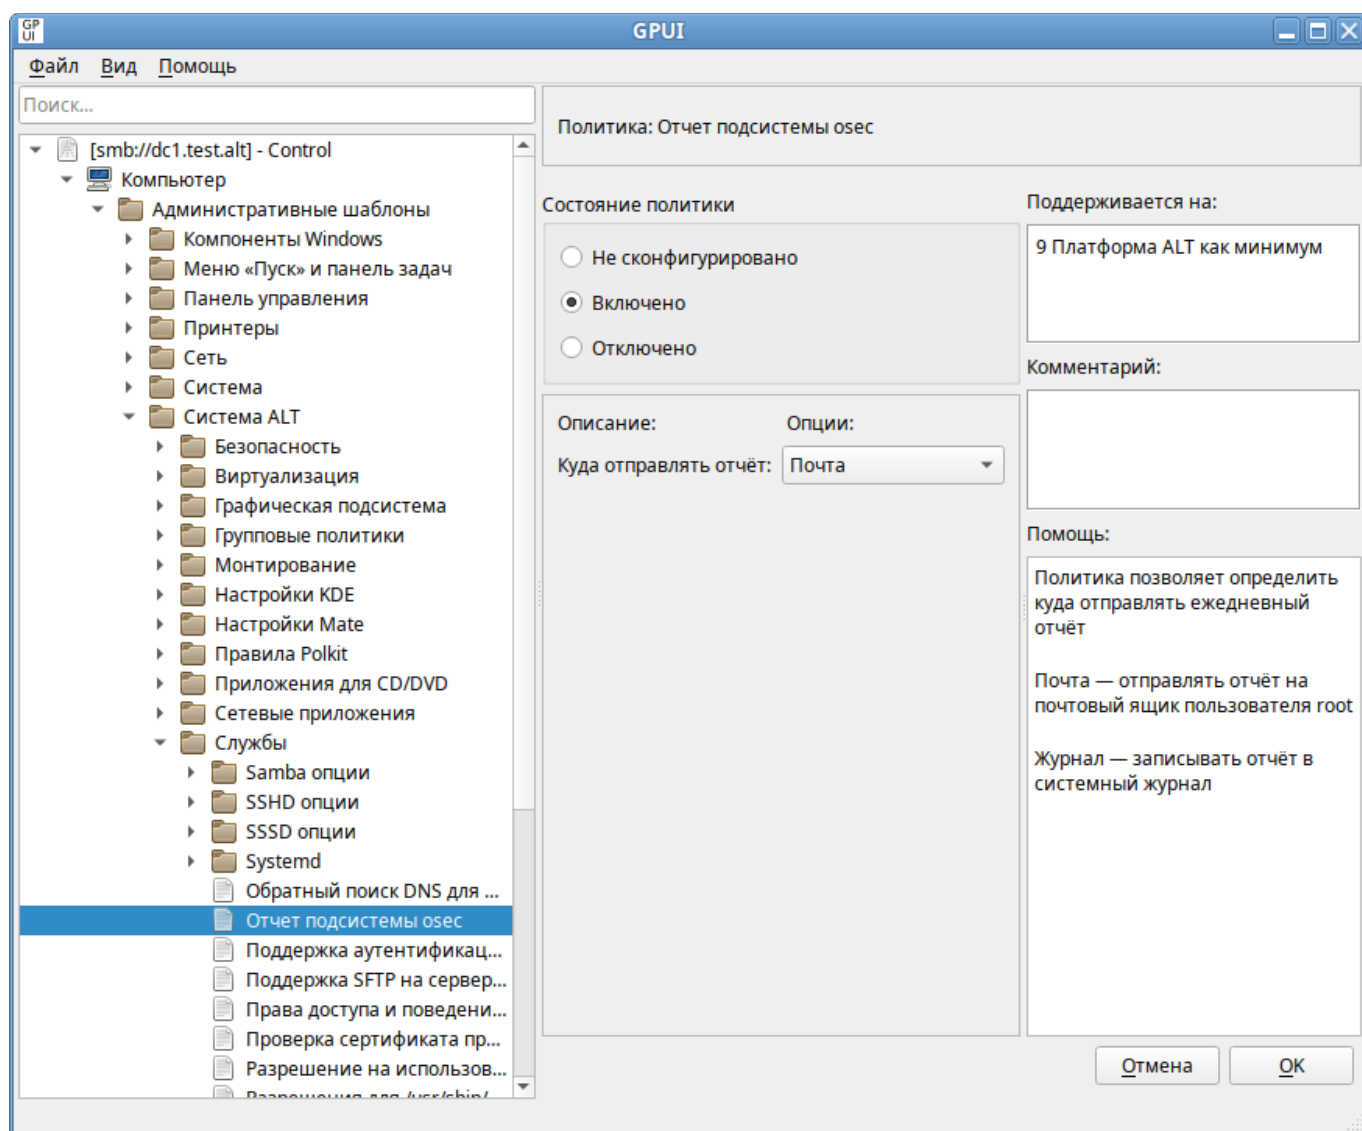 GP
UI
GPUI
Файл Вид Помощь
Поиск...
[smb://dc1.test.alt] - Control
Компьютер
Административные шаблоны
Компоненты Windows
Меню «Пуск» и панель задач
Панель управления
Принтеры
Сеть
Система
Система ALT
Безопасность
Виртуализация
Графическая подсистема
Групповые политики
Монтирование
Настройки KDE
Настройки Mate
Правила Polkit
Приложения для CD/DVD
Сетевые приложения
Службы
Samba опции
SSHD опции
SSSD опции
Systemd
Обратный поиск DNS для ...
Отчет подсистемы osec
Поддержка аутентификац...
Поддержка SFTP на сервер...
Права доступа и поведени...
Проверка сертификата пр...
Разрешение на использов...
Разрешения для /usr/sbin/
Политика: Отчет подсистемы osec
Состояние политики
Не сконфигурировано
Включено
Отключено
Описание: Опции:
Куда отправлять отчёт: Почта
Поддерживается на:
9 Платформа ALT как минимум
Комментарий:
Помощь:
Политика позволяет определить
куда отправлять ежедневный
отчёт
Почта — отправлять отчёт на
почтовый ящик пользователя root
Журнал — записывать отчёт в
системный журнал
Отмена OK